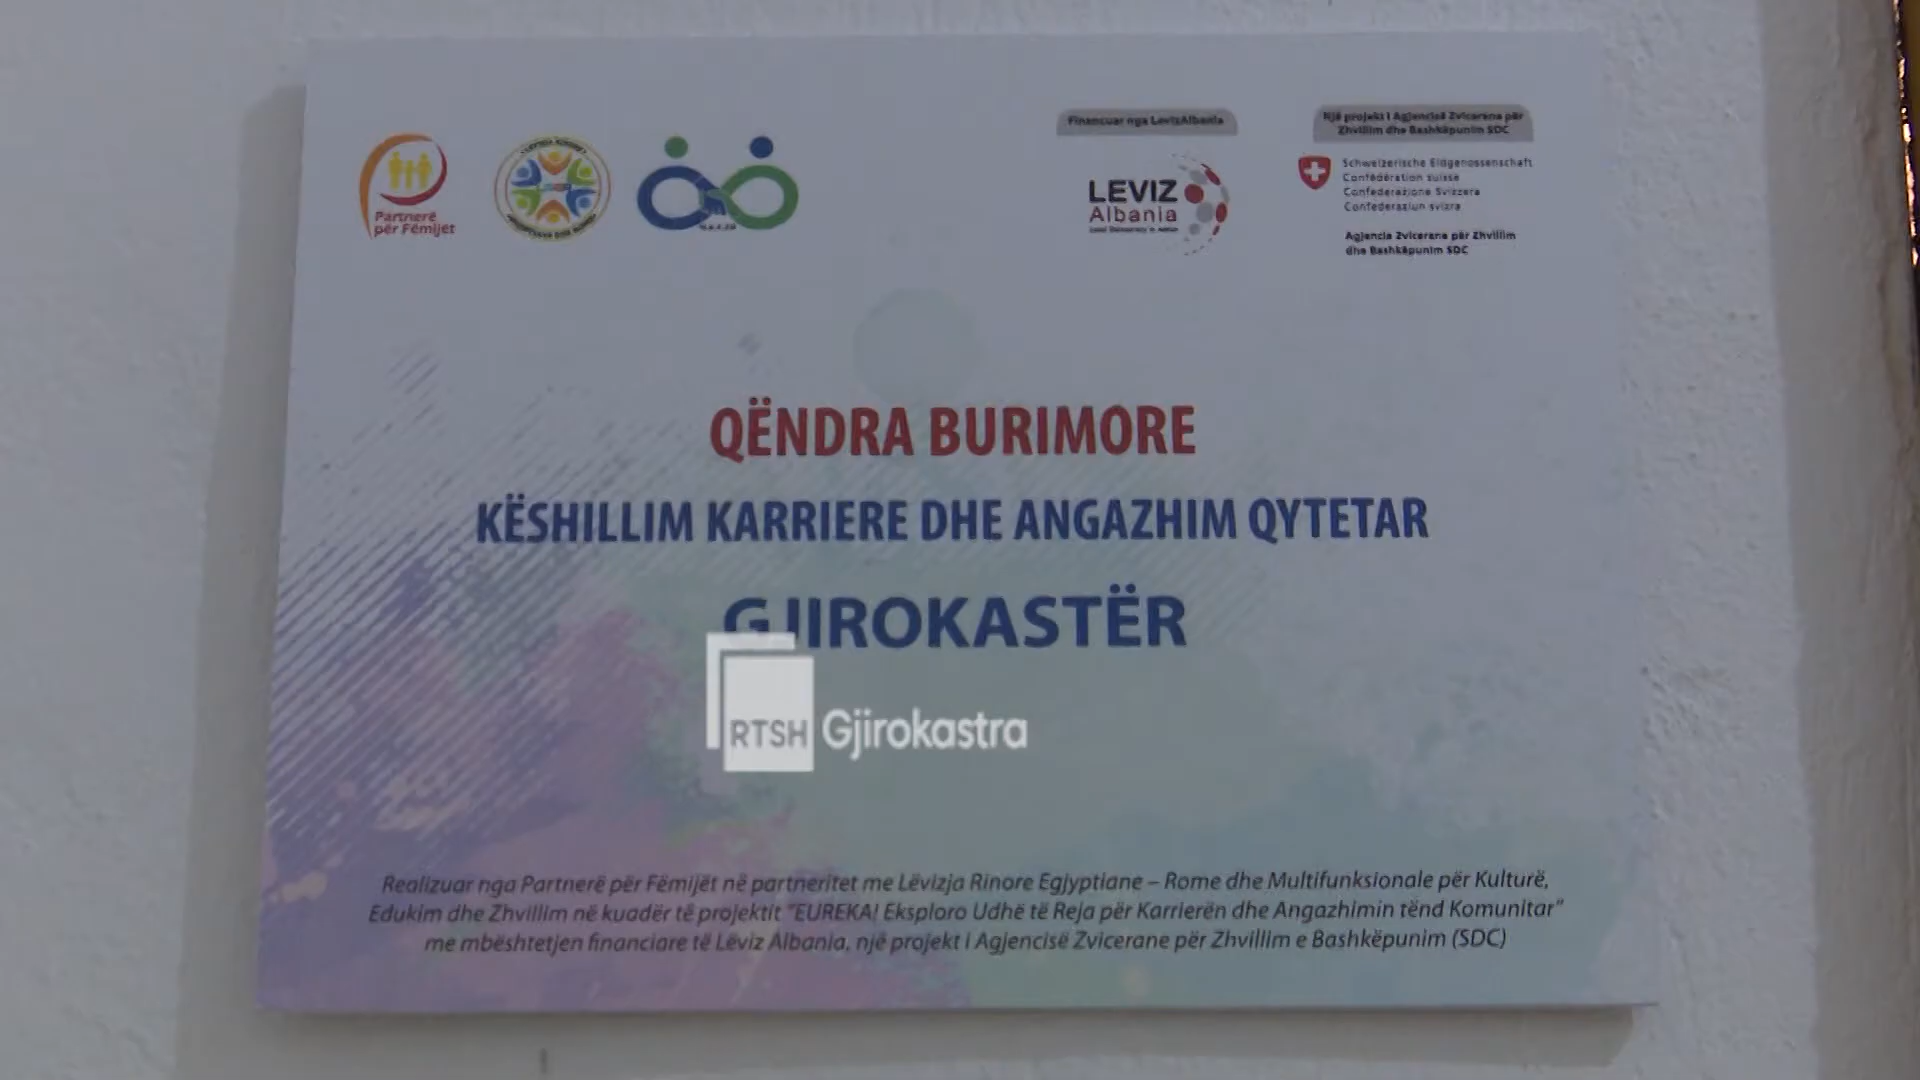 Partnerë
për Fëmijët
Financuar nga LevizAlbania
LEVIZ
Albania
Një projekt i Agjencisë Zvicerane për
Zhvillim dhe Bashkëpunim SDC
Schweizerische Eidgenossenschaft
Confédération suisse
Confederazione Svizzera
Confederaziun svizra
Agjencia Zvicerane për Zhvillim
dhe Bashkëpunim SDC
QËNDRA BURIMORE
KËSHILLIM KARRIERE DHE ANGAZHIM QYTETAR
GJIROKASTËR
RTSH Gjirokastra
Realizuar nga Partnerë për Fëmijët në partneritet me Lëvizja Rinore Egjyptiane – Rome dhe Multifunksionale për Kulturë,
Edukim dhe Zhvillim në kuadër të projektit "EUREKA! Eksploro Udhë të Reja për Karrierën dhe Angazhimin tënd Komunitar"
me mbështetjen financiare të Lëviz Albania, një projekt i Agjencisë Zvicerane për Zhvillim e Bashkëpunim (SDC)